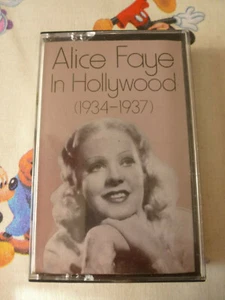 Alice Faye
In Hollywood
(1934-1937)